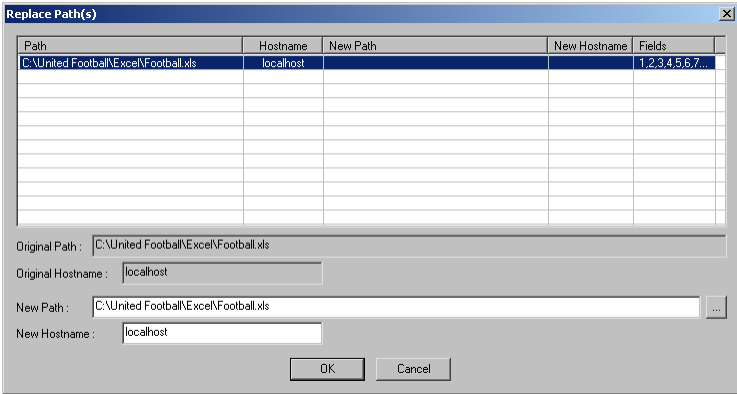 Replace Path(s)
Path Hostname New Path New Hostname Fields
C:\United Football\Excel\Football.xls localhost 1,2,3,4,5,6,7...
Original Path : C:\United Football\Excel\Football.xls
Original Hostname : localhost
New Path : C:\United Football\Excel\Football.xls ...
New Hostname : localhost
OK Cancel